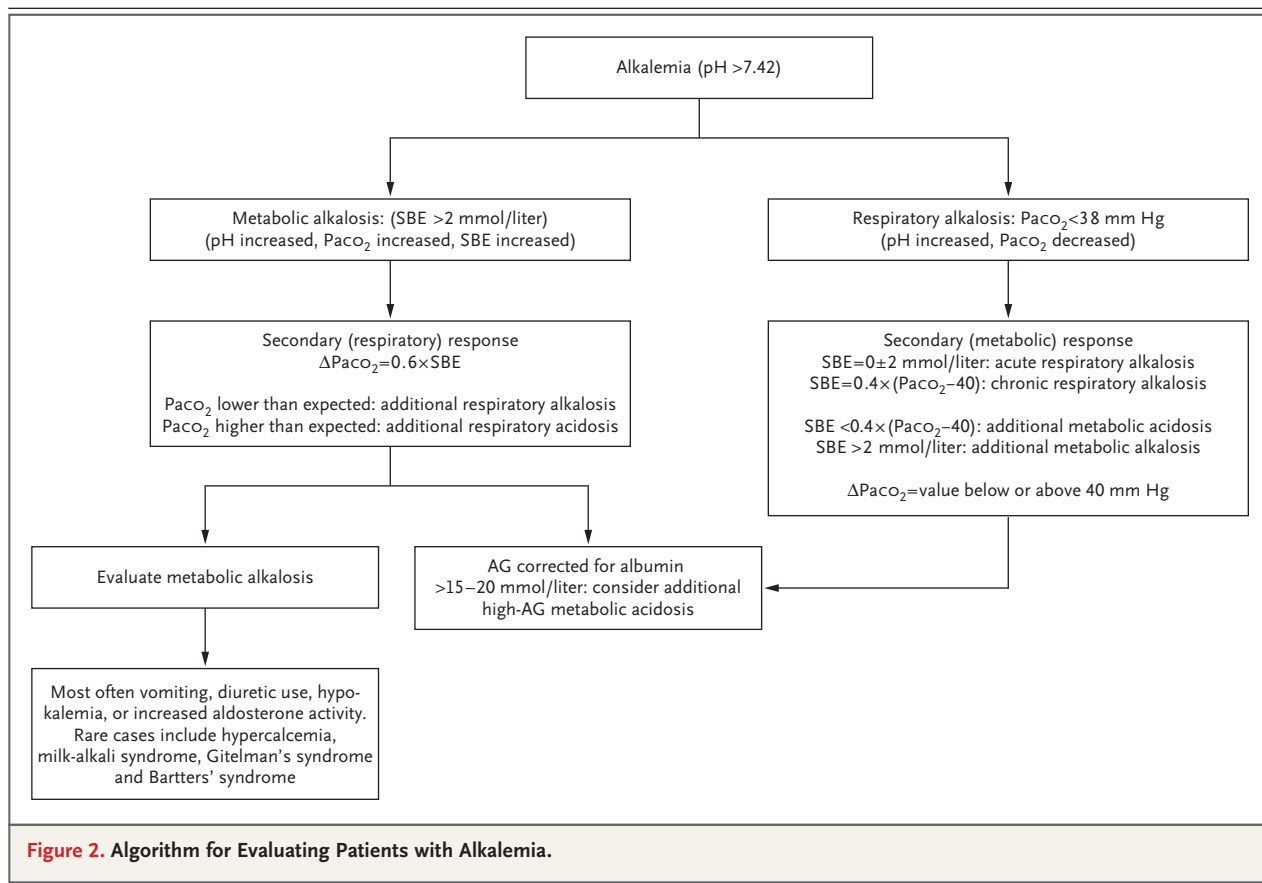 Alkalemia (pH >7.42)
Metabolic alkalosis: (SBE >2 mmol/liter)
(pH increased, Paco₂ increased, SBE increased)
Respiratory alkalosis: Paco₂<38 mm Hg
(pH increased, Paco₂ decreased)
Secondary (respiratory) response
ΔPaco₂=0.6×SBE
Paco₂ lower than expected: additional respiratory alkalosis
Paco₂ higher than expected: additional respiratory acidosis
Secondary (metabolic) response
SBE=0±2 mmol/liter: acute respiratory alkalosis
SBE=0.4×(Paco₂–40): chronic respiratory alkalosis
SBE <0.4×(Paco₂–40): additional metabolic acidosis
SBE >2 mmol/liter: additional metabolic alkalosis
ΔPaco₂=value below or above 40 mm Hg
Evaluate metabolic alkalosis
AG corrected for albumin
>15–20 mmol/liter: consider additional
high-AG metabolic acidosis
Most often vomiting, diuretic use, hypo-
kalemia, or increased aldosterone activity.
Rare cases include hypercalcemia,
milk-alkali syndrome, Gitelman's syndrome
and Bartters' syndrome
Figure 2. Algorithm for Evaluating Patients with Alkalemia.